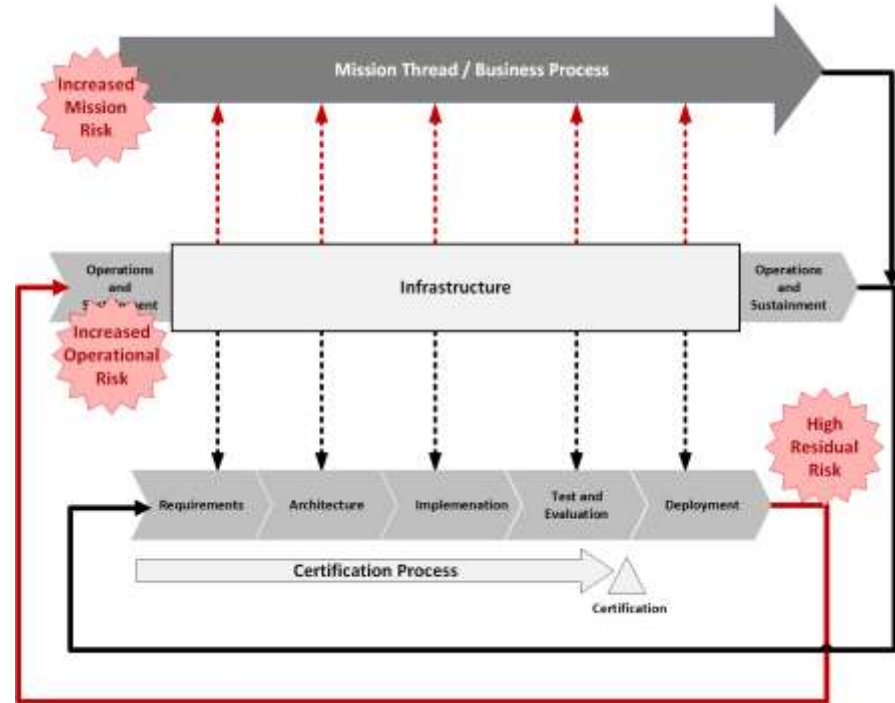 Mission Thread / Business Process
Increased
Mission
Risk
Operations
and
Sustainment
Infrastructure
Operations
and
Sustainment
Increased
Operational
Risk
High
Residual
Risk
Requirements
Architecture
Implemenation
Test and
Evaluation
Deployment
Certification Process
Certification